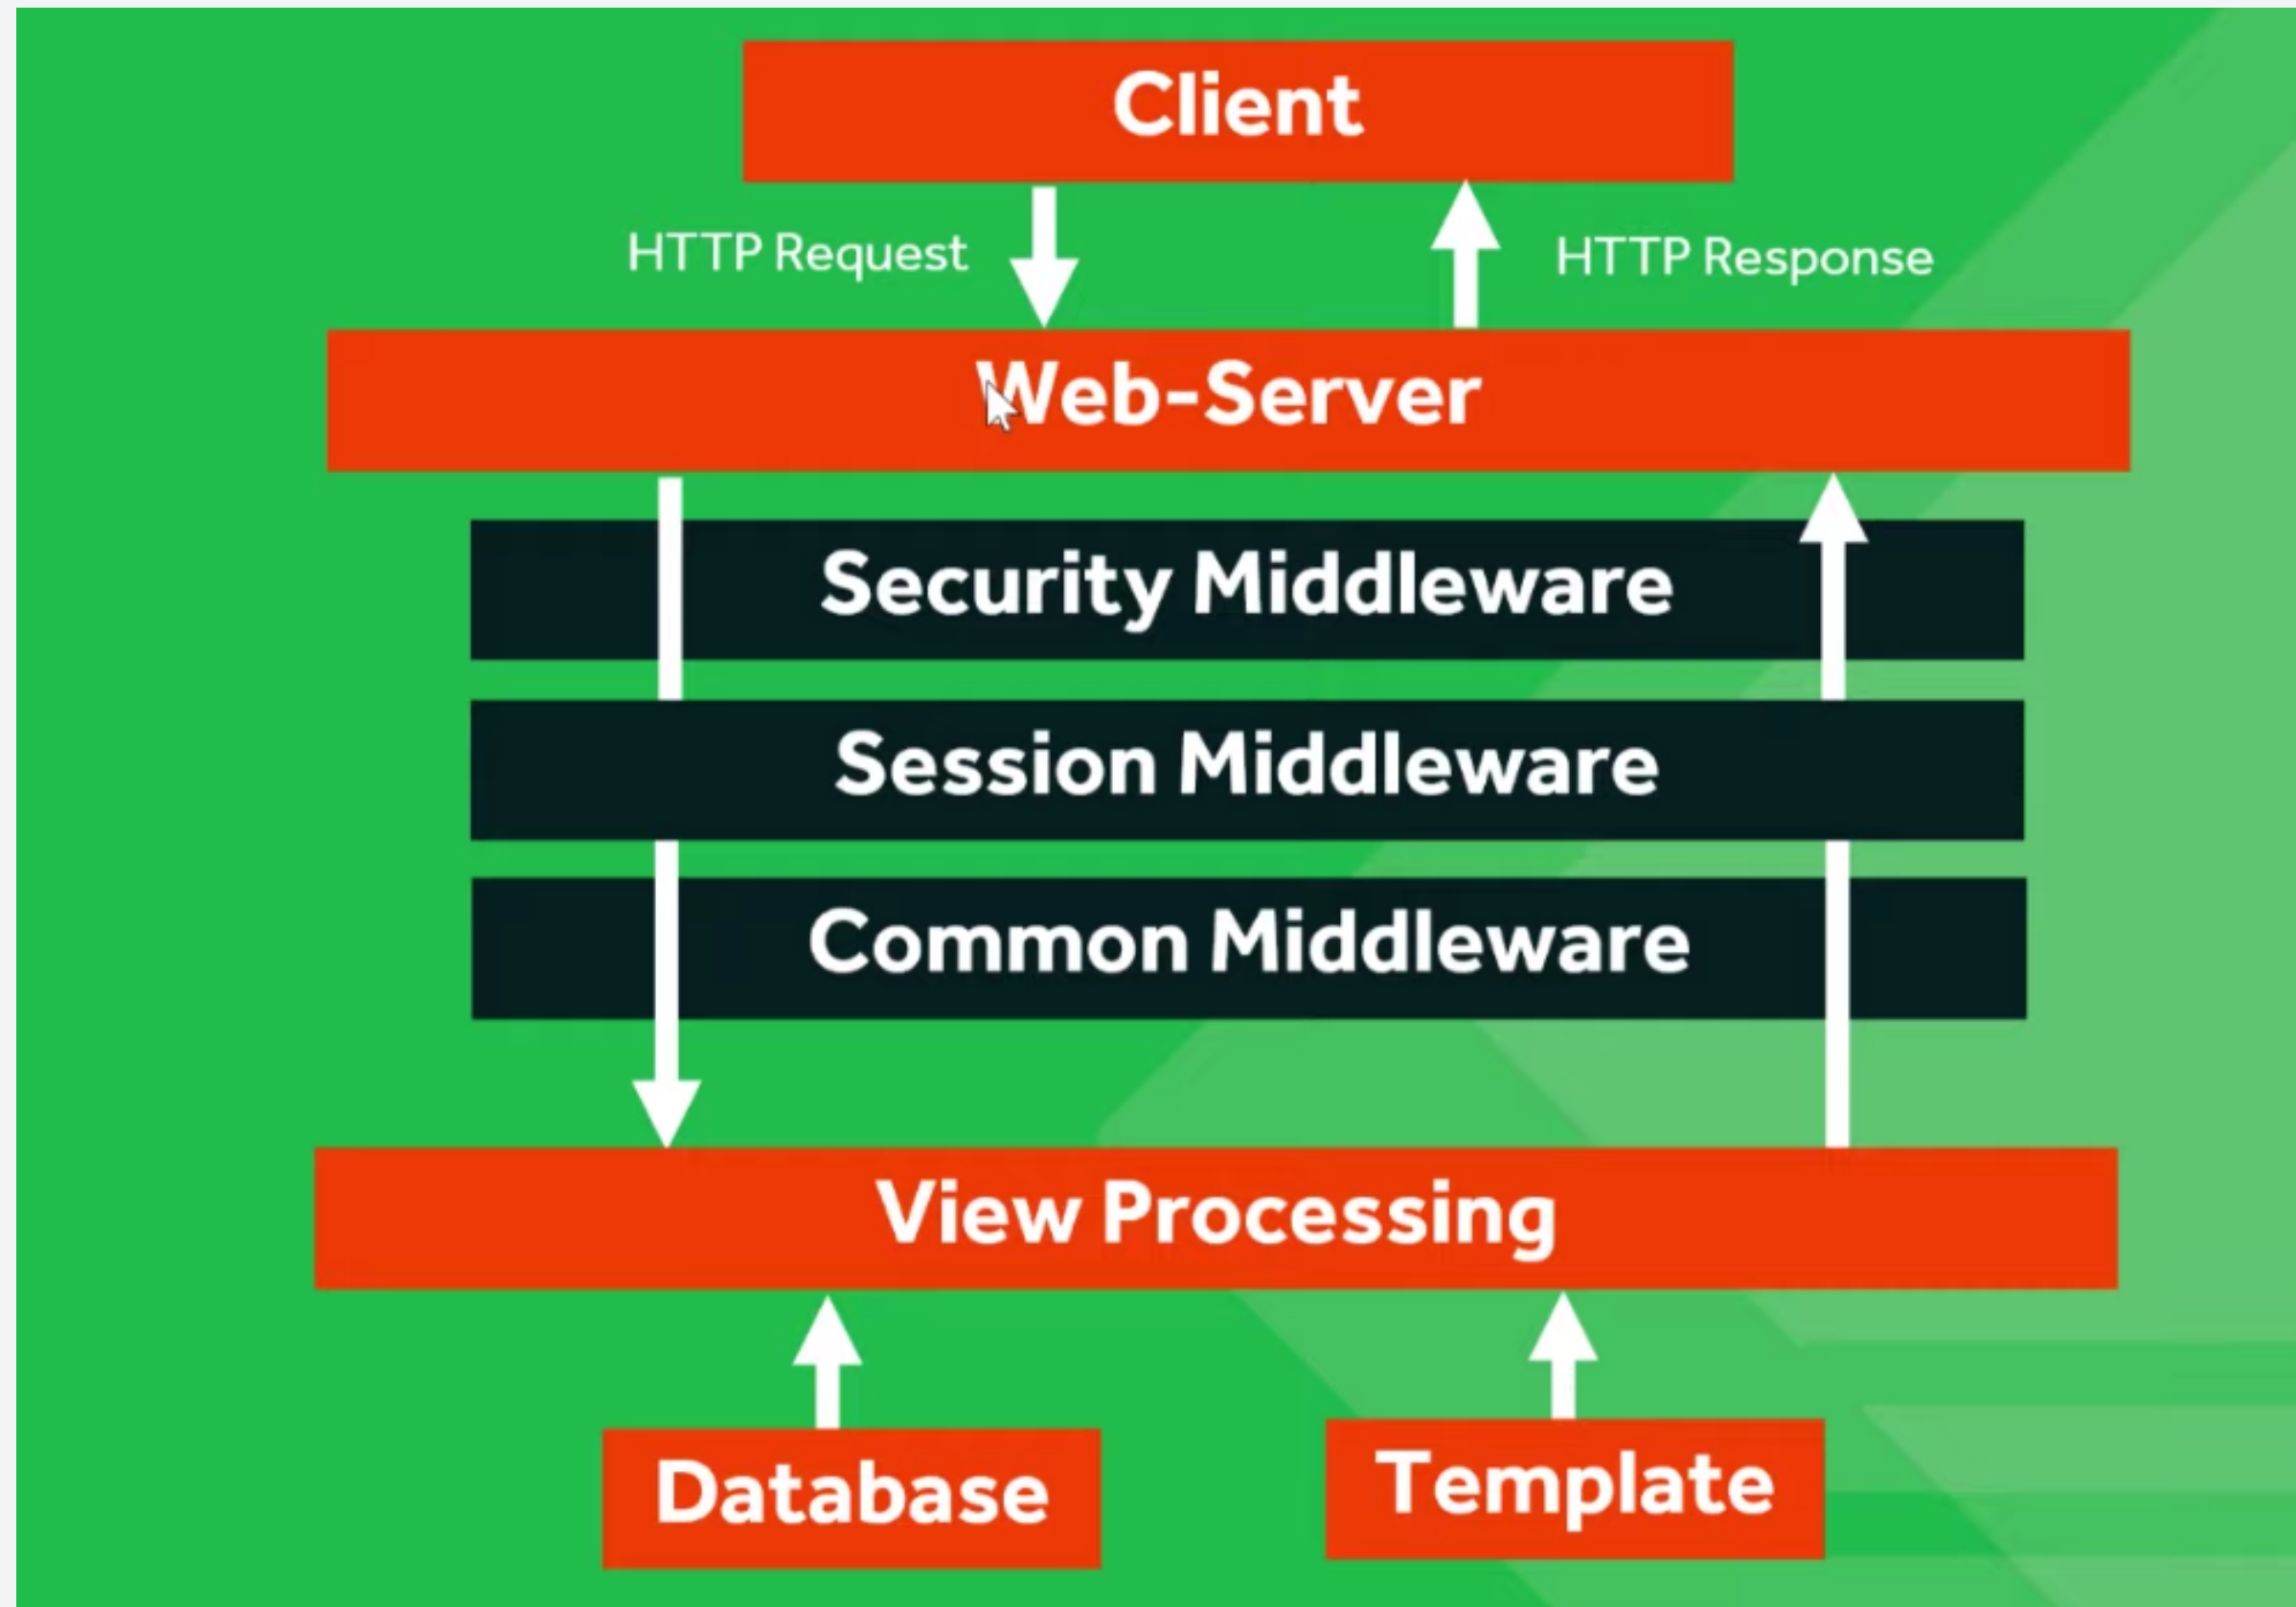 Client
HTTP Request
HTTP Response
Web-Server
Security Middleware
Session Middleware
Common Middleware
View Processing
Database
Template